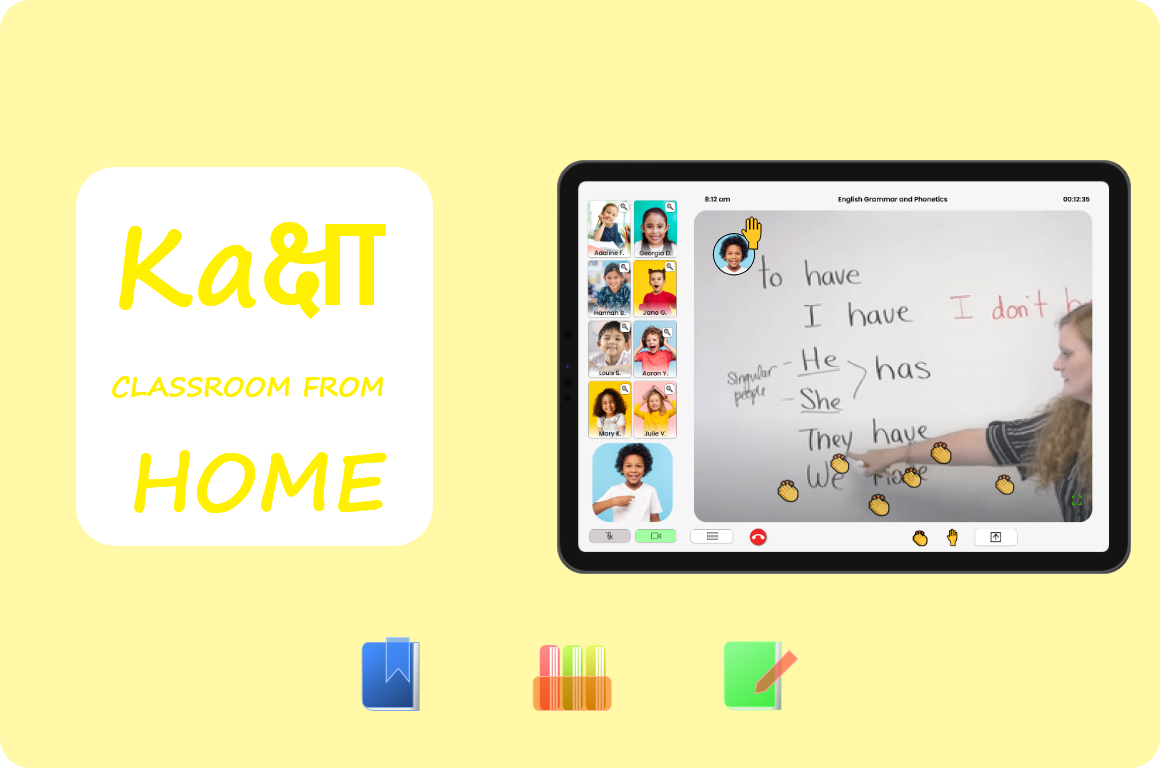 Kaक्षा
CLASSROOM FROM
HOME
8:12 am
English Grammar and Phonetics
00:12:35
Adaline F.
Georgia D.
Hannah B.
Jane G.
Louis S.
Aaron Y.
Mary K.
Julie V.
to have
I have
I don't
He
has
Singular
people
She
They have
We have